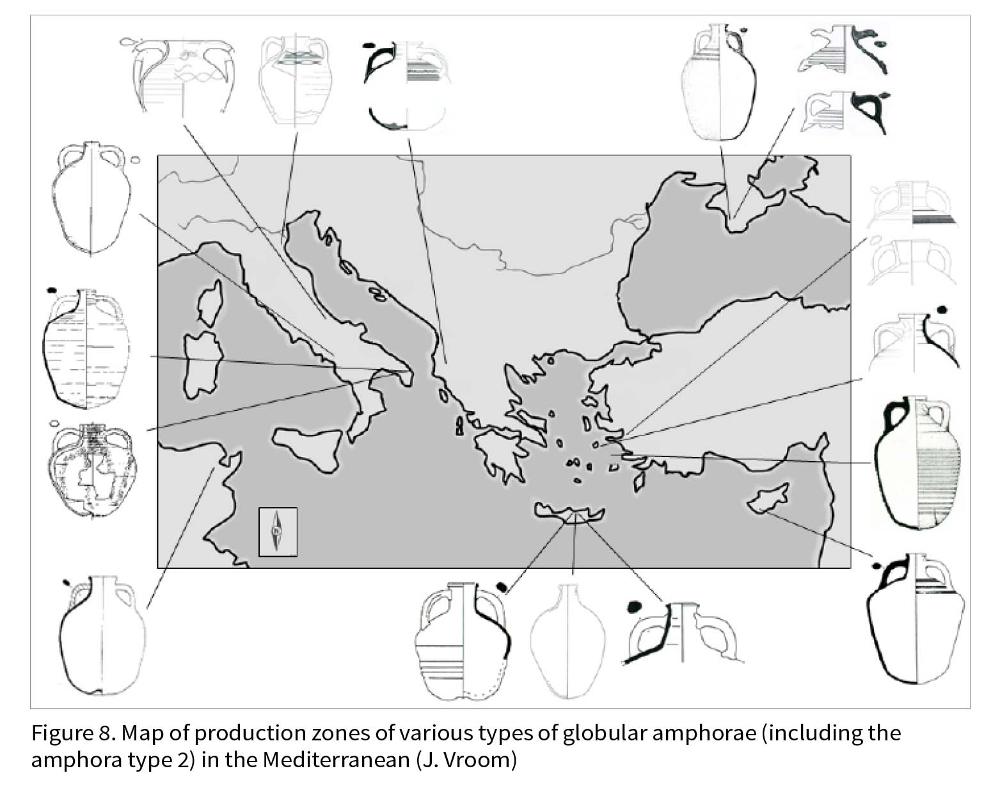 Figure 8. Map of production zones of various types of globular amphorae (including the
amphora type 2) in the Mediterranean (J. Vroom)